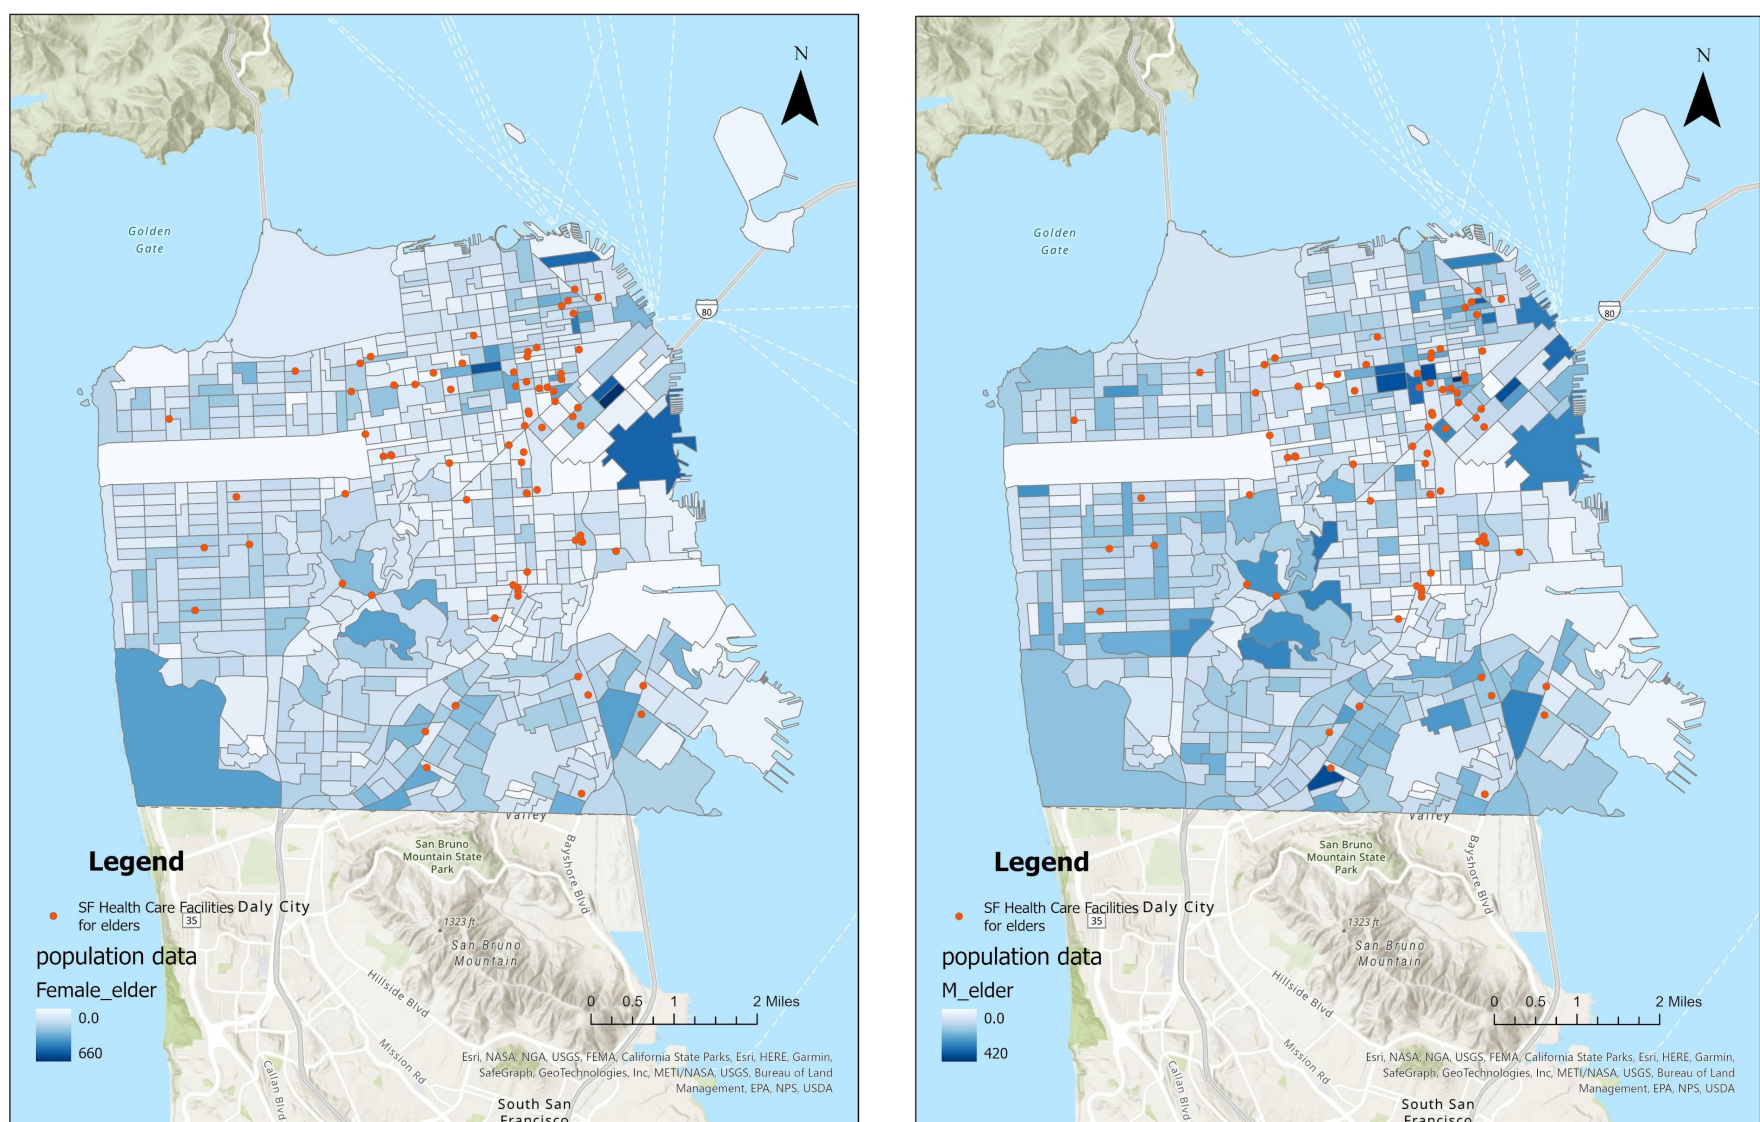 N
Golden
Gate
80
Valley
Bayshore Blvd
San Bruno
Mountain State
Park
Legend
SF Health Care Facilities
for elders
Daly City
35
1323 ft
San Bruno
Mountain
population data
Female_elder
0.0
660
Hillside Blvd
0 0.5 1 2 Miles
Mission Rd
Callan Blvd
Esri, NASA, NGA, USGS, FEMA, California State Parks, Esri, HERE, Garmin,
SafeGraph, GeoTechnologies, Inc, METI/NASA, USGS, Bureau of Land
Management, EPA, NPS, USDA
South San
Francisco
N
Golden
Gate
80
Valley
Bayshore Blvd
San Bruno
Mountain State
Park
Legend
SF Health Care Facilities
for elders
Daly City
35
1323 ft
San Bruno
Mountain
population data
M_elder
0.0
420
Hillside Blvd
0 0.5 1 2 Miles
Mission Rd
Callan Blvd
Esri, NASA, NGA, USGS, FEMA, California State Parks, Esri, HERE, Garmin,
SafeGraph, GeoTechnologies, Inc, METI/NASA, USGS, Bureau of Land
Management, EPA, NPS, USDA
South San
Francisco